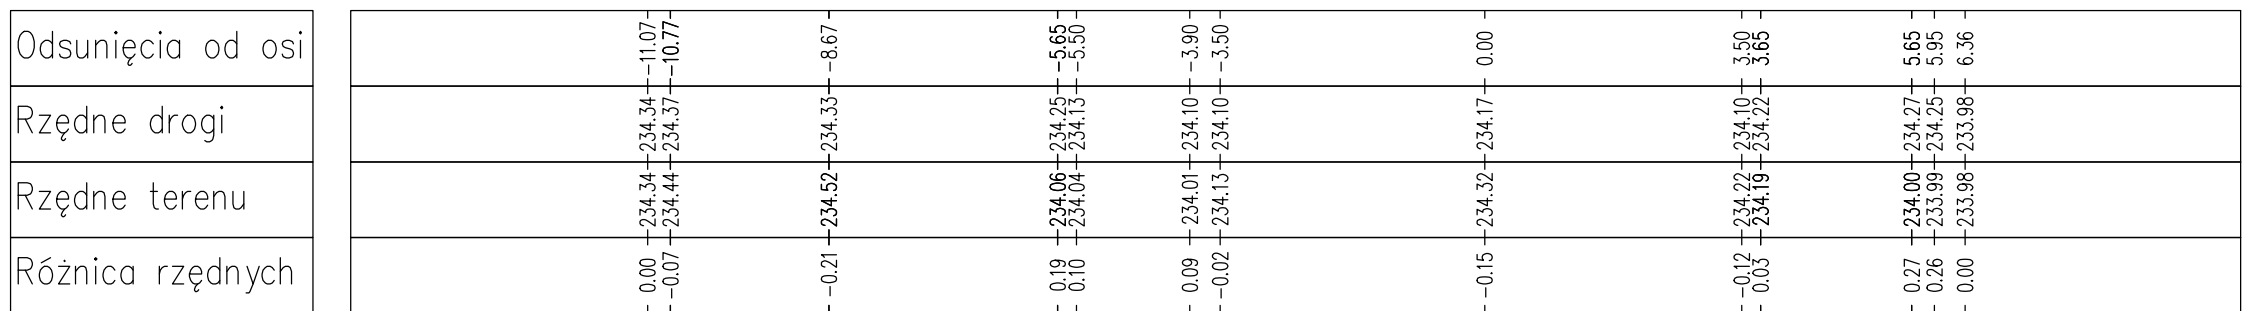 Odsunięcia od osi -11.07 -10.77 -8.67 -5.65 -5.50 -3.90 -3.50 0.00 3.50 3.65 5.65 5.95 6.36
Rzędne drogi 234.34 234.37 234.33 234.25 234.13 234.10 234.10 234.17 234.10 234.22 234.27 234.25 233.98
Rzędne terenu 234.34 234.44 234.52 234.06 234.04 234.01 234.13 234.32 234.22 234.19 234.00 233.99 233.98
Różnica rzędnych 0.00 -0.07 -0.21 0.19 0.10 0.09 -0.02 -0.15 -0.12 0.03 0.27 0.26 0.00